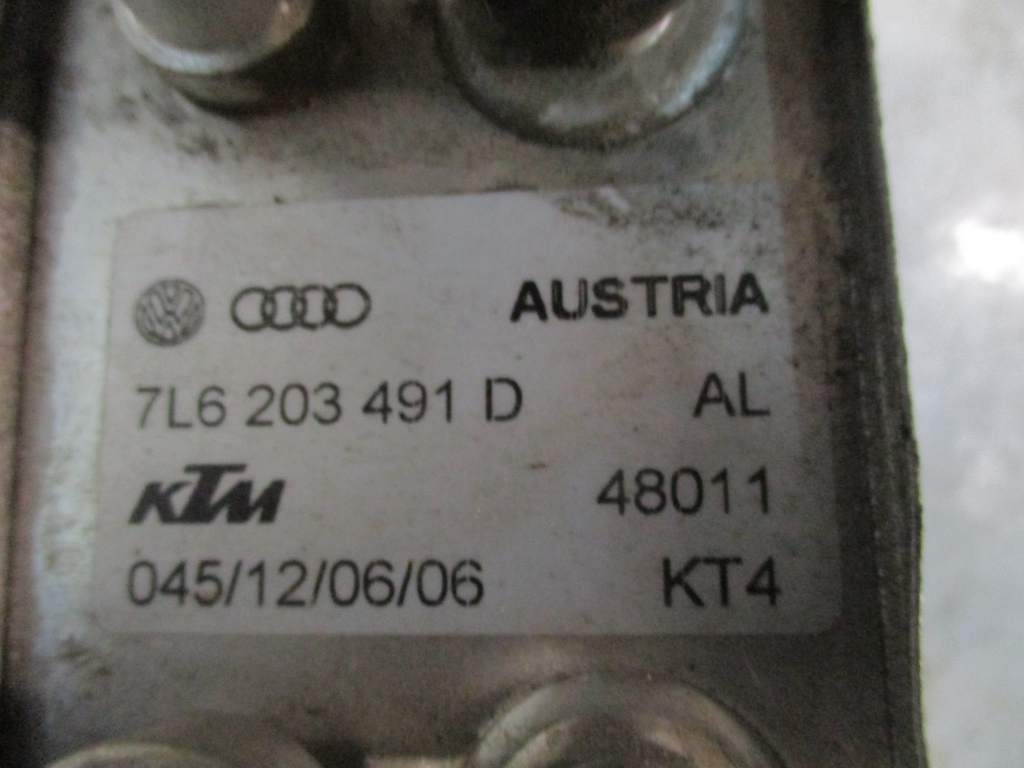 AUSTRIA
7L6 203 491 D AL
KTM 48011
045/12/06/06 KT4